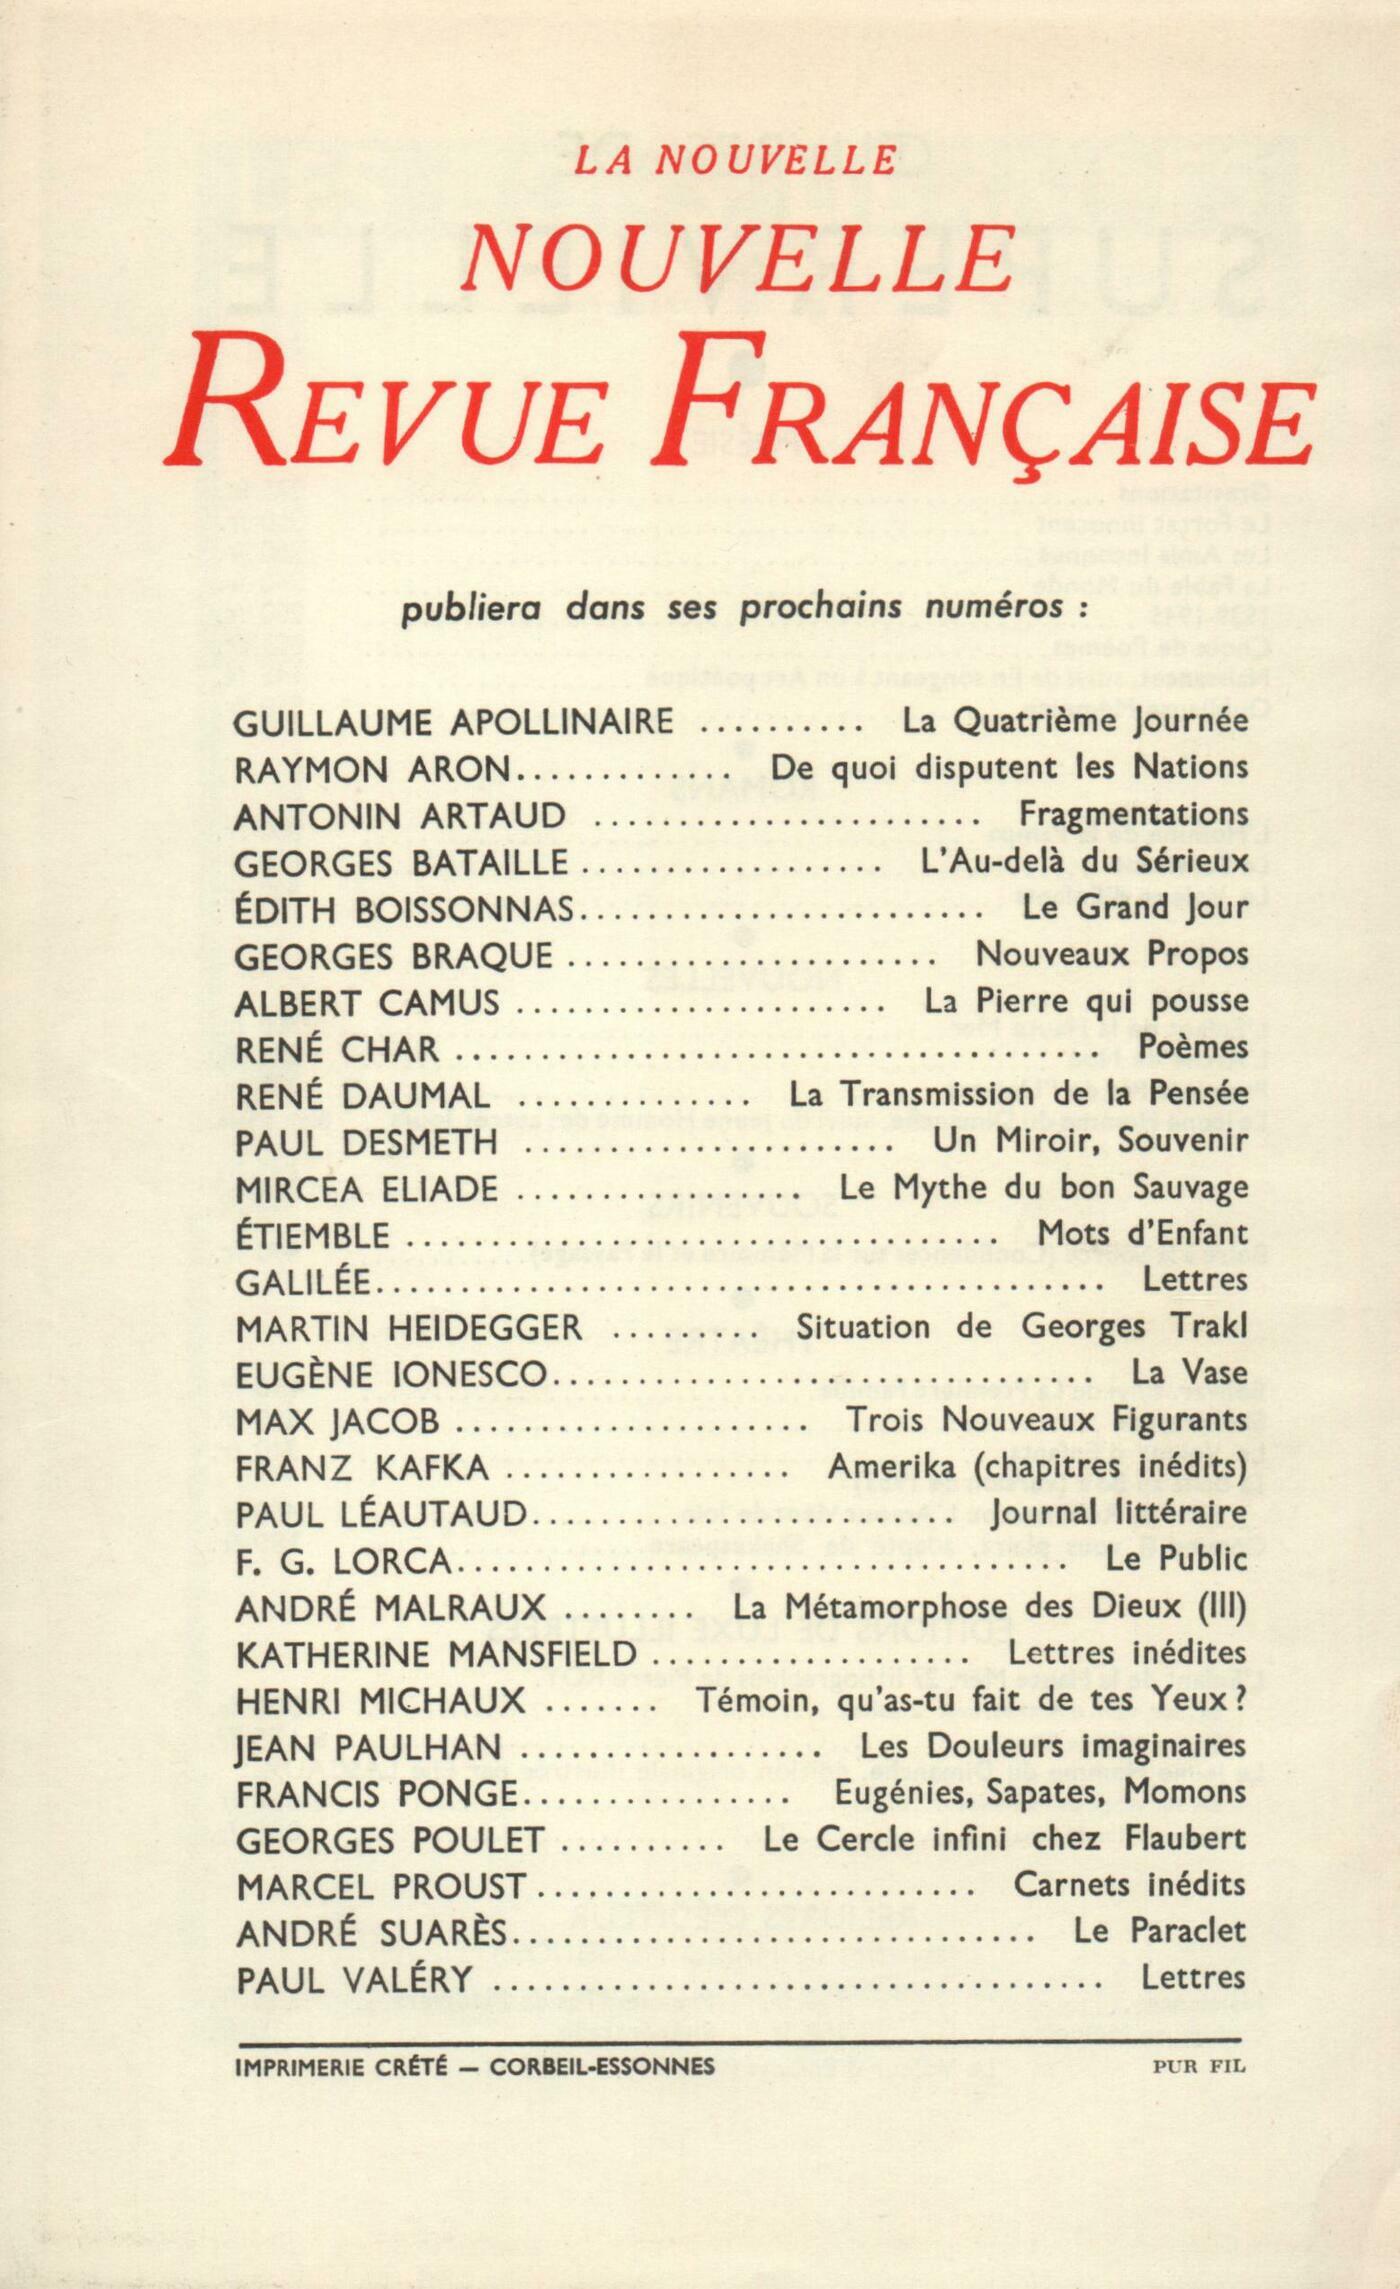 LA NOUVELLE
NOUVELLE
REVUE FRANÇAISE
publiera dans ses prochains numéros :
GUILLAUME APOLLINAIRE .......... La Quatrième Journée
RAYMON ARON............. De quoi disputent les Nations
ANTONIN ARTAUD ....................... Fragmentations
GEORGES BATAILLE .................. L'Au-delà du Sérieux
ÉDITH BOISSONNAS........................ Le Grand Jour
GEORGES BRAQUE ...................... Nouveaux Propos
ALBERT CAMUS ...................... La Pierre qui pousse
RENÉ CHAR ...................................... Poèmes
RENÉ DAUMAL .............. La Transmission de la Pensée
PAUL DESMETH ...................... Un Miroir, Souvenir
MIRCEA ELIADE ................. Le Mythe du bon Sauvage
ÉTIEMBLE ................................... Mots d'Enfant
GALILÉE........................................... Lettres
MARTIN HEIDEGGER ......... Situation de Georges Trakl
EUGÈNE IONESCO................................ La Vase
MAX JACOB ..................... Trois Nouveaux Figurants
FRANZ KAFKA ................. Amerika (chapitres inédits)
PAUL LÉAUTAUD......................... Journal littéraire
F. G. LORCA.................................... Le Public
ANDRÉ MALRAUX ........ La Métamorphose des Dieux (III)
KATHERINE MANSFIELD ................... Lettres inédites
HENRI MICHAUX ....... Témoin, qu'as-tu fait de tes Yeux ?
JEAN PAULHAN .................. Les Douleurs imaginaires
FRANCIS PONGE................ Eugénies, Sapates, Momons
GEORGES POULET .......... Le Cercle infini chez Flaubert
MARCEL PROUST .......................... Carnets inédits
ANDRÉ SUARÈS............................... Le Paraclet
PAUL VALÉRY .................................... Lettres
IMPRIMERIE CRÉTÉ — CORBEIL-ESSONNES PUR FIL